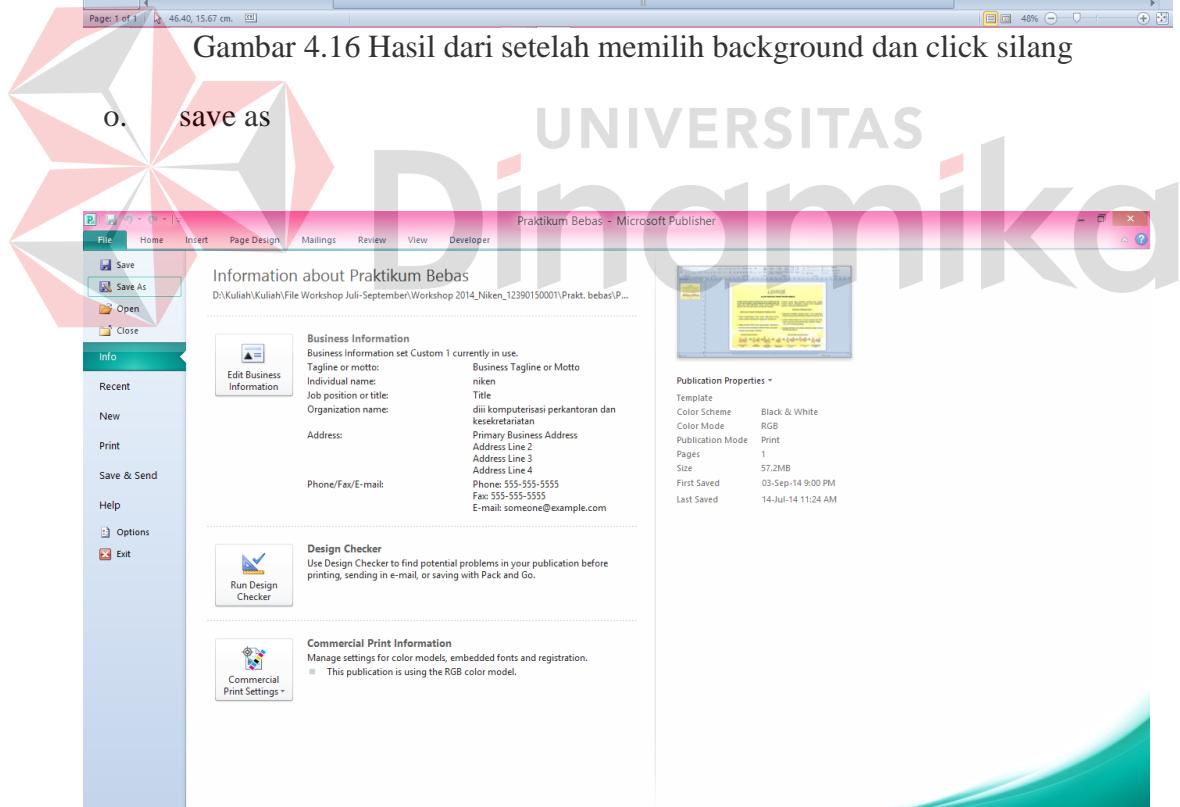 Page: 1 of 1 46.40, 15.67 cm. 48%
Gambar 4.16 Hasil dari setelah memilih background dan click silang
o. save as
UNIVERSITAS
Dinamika
Praktikum Bebas - Microsoft Publisher
File Home Insert Page Design Mailings Review View Developer
Save
Save As
Open
Close
Info
Recent
New
Print
Save & Send
Help
Options
Exit
Information about Praktikum Bebas
D:\Kuliah\Kuliah\File Workshop Juli-September\Workshop 2014_Niken_12390150001\Prakt. bebas\P...
Edit Business
Information
Business Information
Business Information set Custom 1 currently in use.
Tagline or motto: Business Tagline or Motto
Individual name: niken
Job position or title: Title
Organization name: diii komputerisasi perkantoran dan
kesekretariatan
Address: Primary Business Address
Address Line 2
Address Line 3
Address Line 4
Phone/Fax/E-mail: Phone: 555-555-5555
Fax: 555-555-5555
E-mail: someone@example.com
Run Design
Checker
Design Checker
Use Design Checker to find potential problems in your publication before
printing, sending in e-mail, or saving with Pack and Go.
Commercial
Print Settings
Commercial Print Information
Manage settings for color models, embedded fonts and registration.
This publication is using the RGB color model.
Publication Properties
Template
Color Scheme Black & White
Color Mode RGB
Publication Mode Print
Pages 1
Size 57.2MB
First Saved 03-Sep-14 9:00 PM
Last Saved 14-Jul-14 11:24 AM